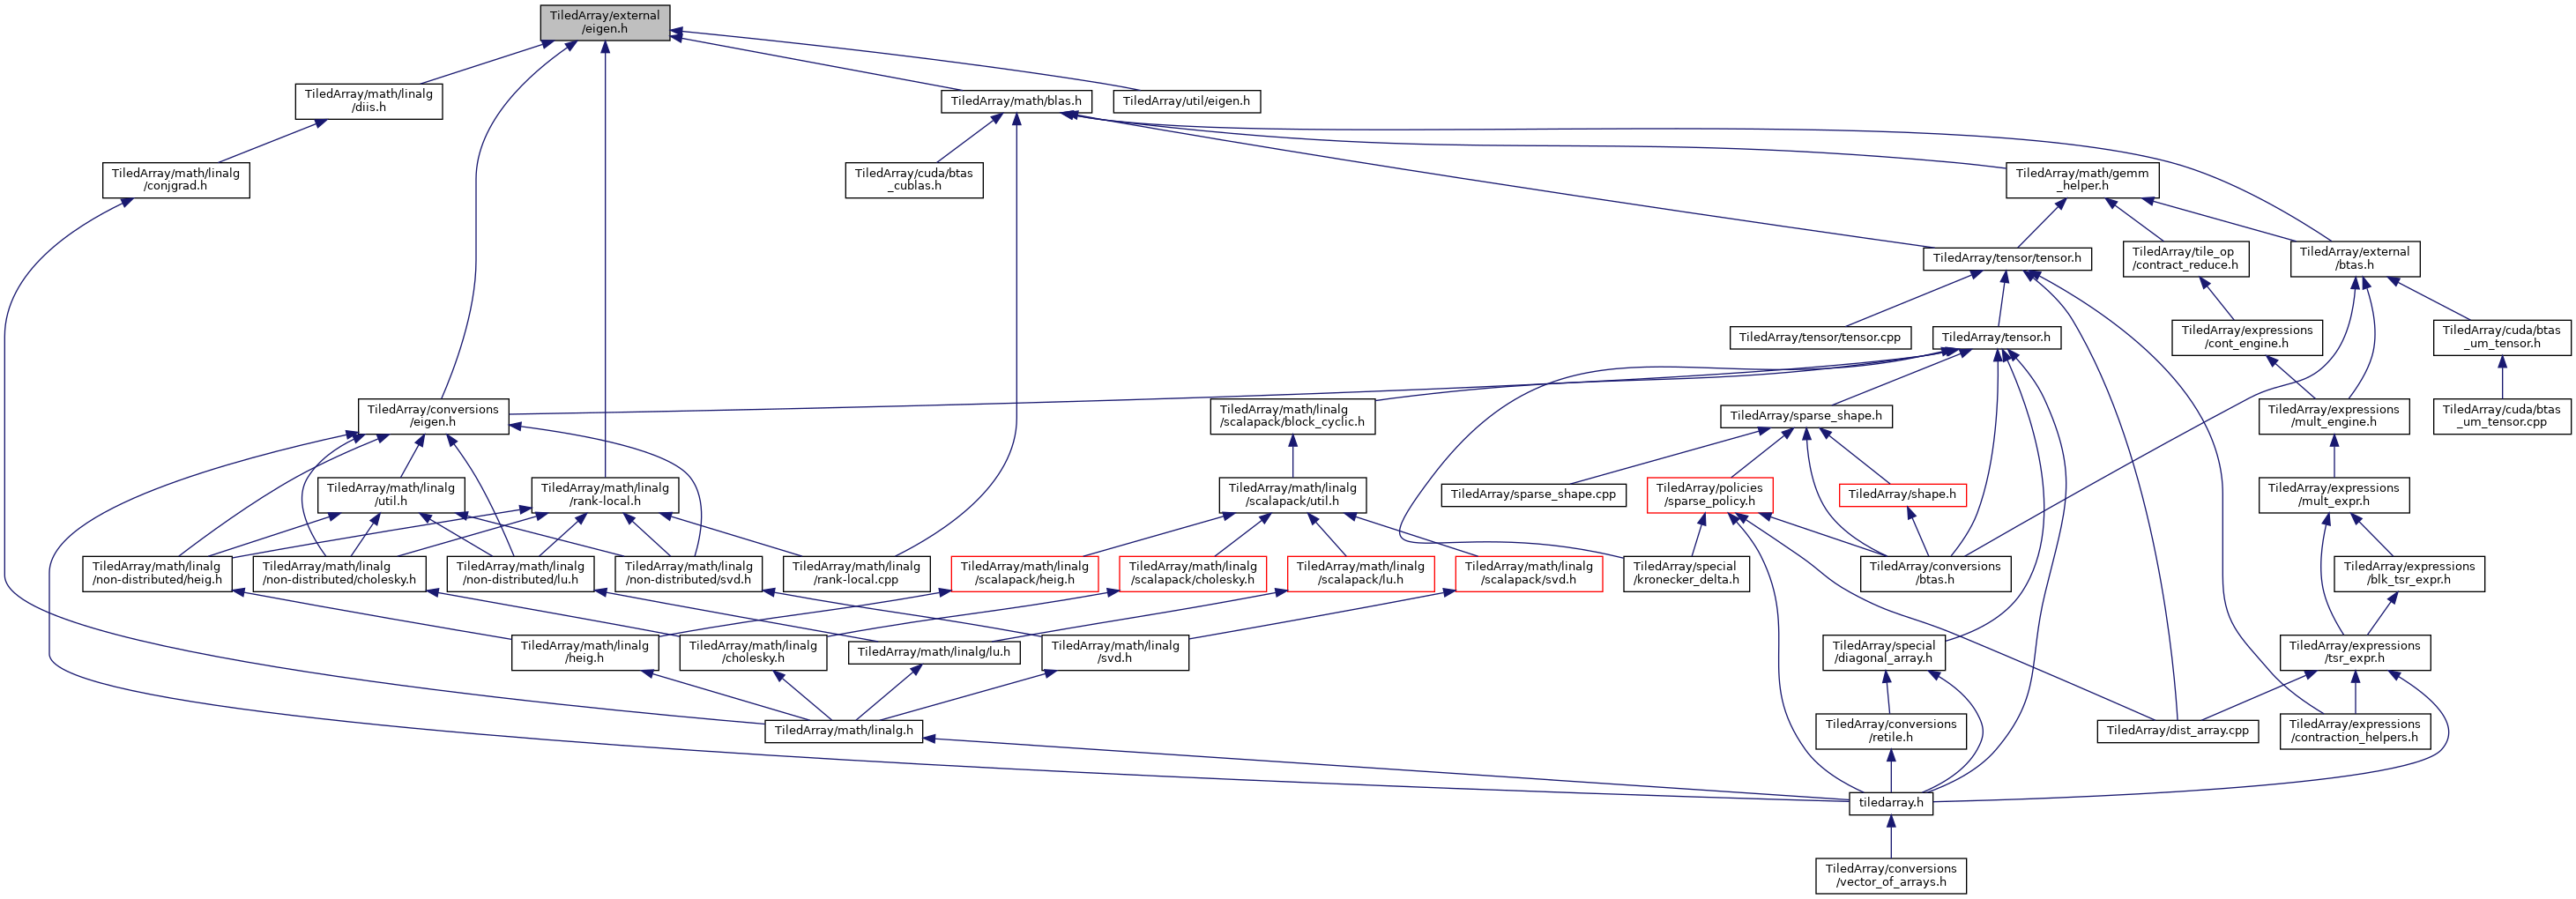 TiledArray/external
/eigen.h
TiledArray/math/linalg
/diis.h
TiledArray/math/blas.h
TiledArray/util/eigen.h
TiledArray/math/linalg
/conjgrad.h
TiledArray/cuda/btas
_cublas.h
TiledArray/math/gemm
_helper.h
TiledArray/tensor/tensor.h
TiledArray/tile_op
/contract_reduce.h
TiledArray/external
/btas.h
TiledArray/tensor/tensor.cpp
TiledArray/tensor.h
TiledArray/expressions
/cont_engine.h
TiledArray/cuda/btas
_um_tensor.h
TiledArray/conversions
/eigen.h
TiledArray/math/linalg
/scalapack/block_cyclic.h
TiledArray/sparse_shape.h
TiledArray/expressions
/mult_engine.h
TiledArray/cuda/btas
_um_tensor.cpp
TiledArray/math/linalg
/util.h
TiledArray/math/linalg
/rank-local.h
TiledArray/math/linalg
/scalapack/util.h
TiledArray/sparse_shape.cpp
TiledArray/policies
/sparse_policy.h
TiledArray/shape.h
TiledArray/expressions
/mult_expr.h
TiledArray/math/linalg
/non-distributed/heig.h
TiledArray/math/linalg
/non-distributed/cholesky.h
TiledArray/math/linalg
/non-distributed/lu.h
TiledArray/math/linalg
/non-distributed/svd.h
TiledArray/math/linalg
/rank-local.cpp
TiledArray/math/linalg
/scalapack/heig.h
TiledArray/math/linalg
/scalapack/cholesky.h
TiledArray/math/linalg
/scalapack/lu.h
TiledArray/math/linalg
/scalapack/svd.h
TiledArray/special
/kronecker_delta.h
TiledArray/conversions
/btas.h
TiledArray/expressions
/blk_tsr_expr.h
TiledArray/math/linalg
/heig.h
TiledArray/math/linalg
/cholesky.h
TiledArray/math/linalg/lu.h
TiledArray/math/linalg
/svd.h
TiledArray/special
/diagonal_array.h
TiledArray/expressions
/tsr_expr.h
TiledArray/math/linalg.h
TiledArray/conversions
/retile.h
TiledArray/dist_array.cpp
TiledArray/expressions
/contraction_helpers.h
tiledarray.h
TiledArray/conversions
/vector_of_arrays.h